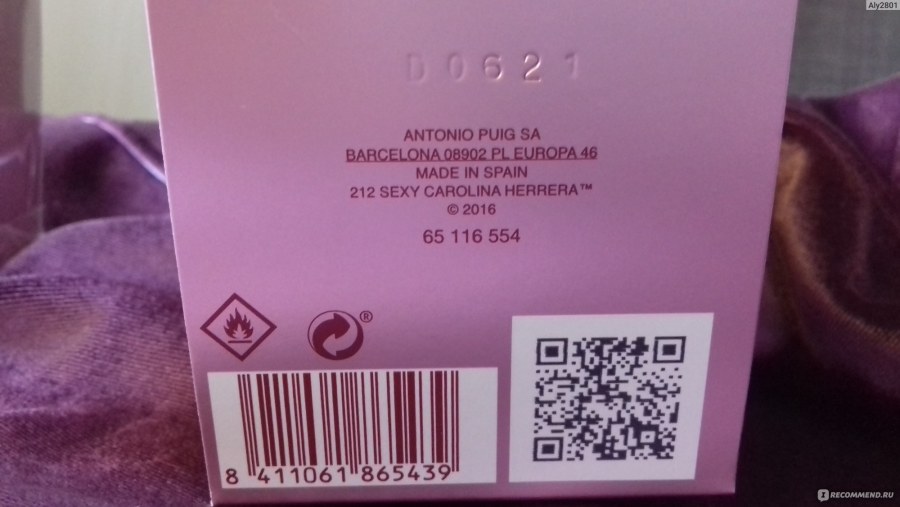 Aly2801
D0621
ANTONIO PUIG SA
BARCELONA 08902 PL EUROPA 46
MADE IN SPAIN
212 SEXY CAROLINA HERRERA™
© 2016
65 116 554
®
8 411061 865439
IRECOMMEND.RU